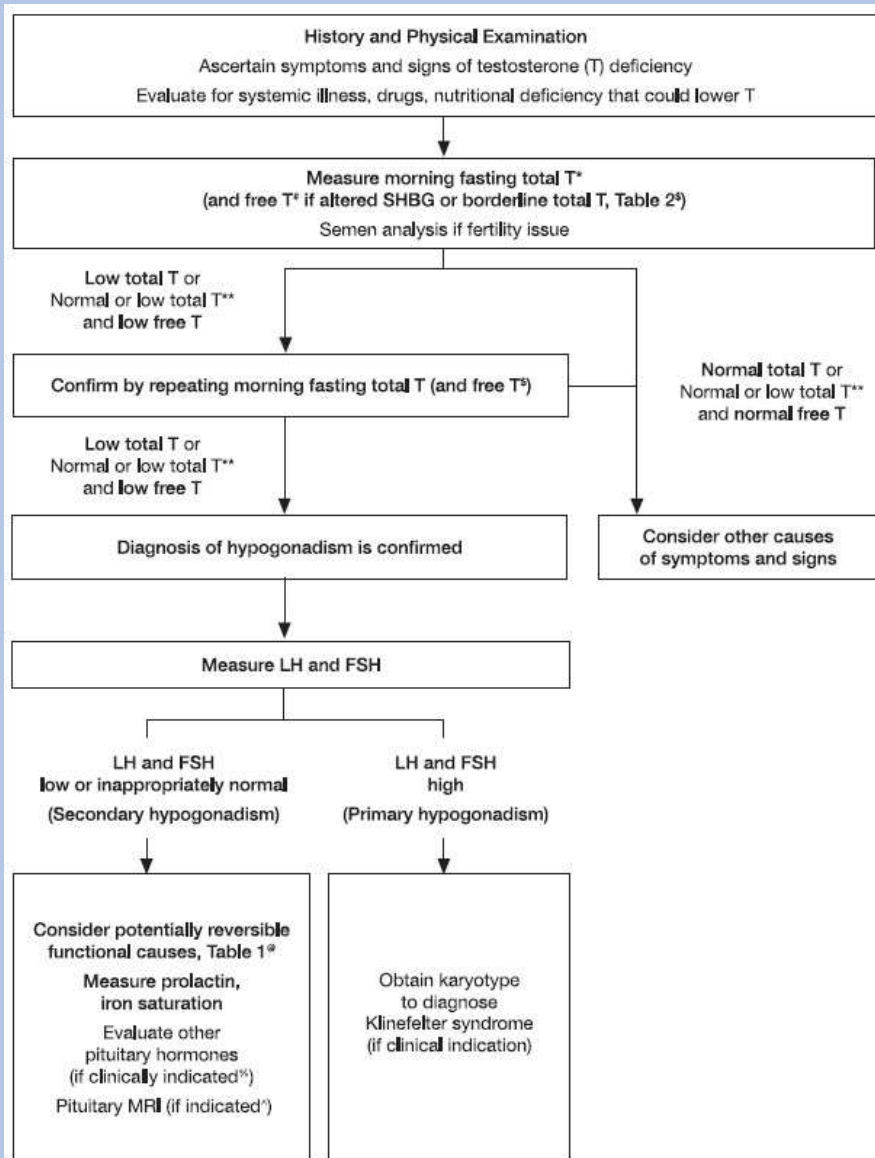 History and Physical Examination
Ascertain symptoms and signs of testosterone (T) deficiency
Evaluate for systemic illness, drugs, nutritional deficiency that could lower T
Measure morning fasting total T*
(and free T# if altered SHBG or borderline total T, Table 2$)
Semen analysis if fertility issue
Low total T or
Normal or low total T**
and low free T
Confirm by repeating morning fasting total T (and free T$)
Normal total T or
Normal or low total T**
and normal free T
Low total T or
Normal or low total T**
and low free T
Diagnosis of hypogonadism is confirmed
Consider other causes
of symptoms and signs
Measure LH and FSH
LH and FSH
low or inappropriately normal
(Secondary hypogonadism)
LH and FSH
high
(Primary hypogonadism)
Consider potentially reversible
functional causes, Table 1@
Measure prolactin,
iron saturation
Evaluate other
pituitary hormones
(if clinically indicated%)
Pituitary MRI (if indicated^)
Obtain karyotype
to diagnose
Klinefelter syndrome
(if clinical indication)